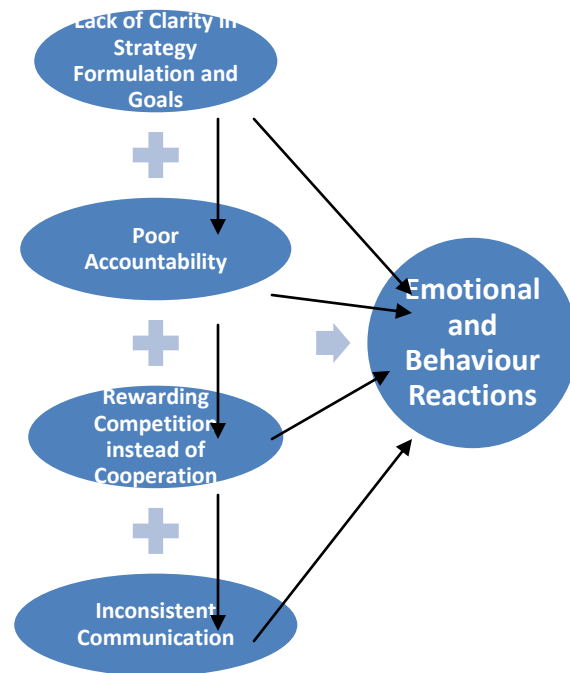 Lack of Clarity in
Strategy
Formulation and
Goals
Poor
Accountability
Rewarding
Competition
instead of
Cooperation
Inconsistent
Communication
Emotional
and
Behaviour
Reactions